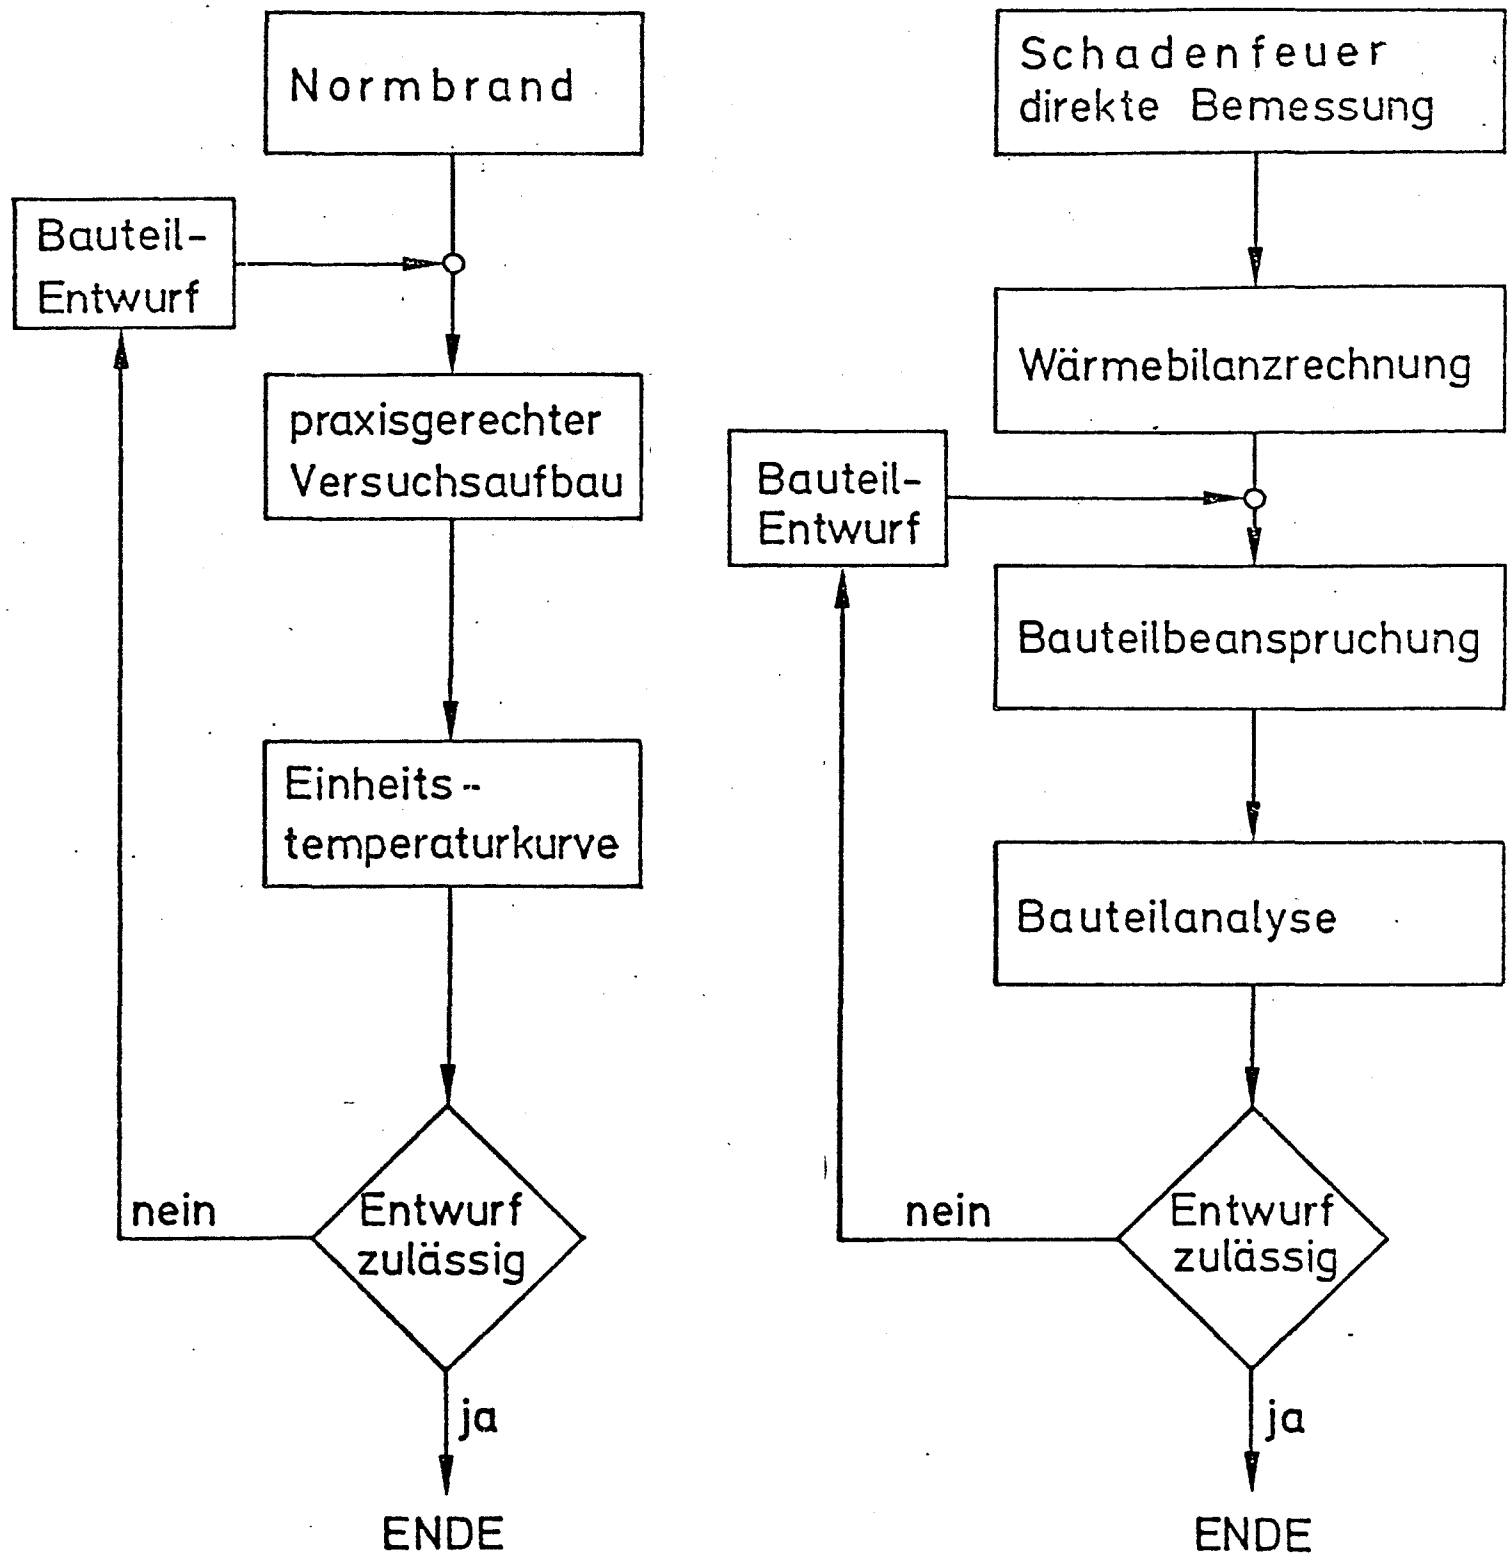 Normbrand
Bauteil-
Entwurf
praxisgerechter
Versuchsaufbau
Einheits-
temperaturkurve
Entwurf
zulässig
nein
ja
ENDE
Schadenfeuer
direkte Bemessung
Wärmebilanzrechnung
Bauteil-
Entwurf
Bauteilbeanspruchung
Bauteilanalyse
Entwurf
zulässig
nein
ja
ENDE